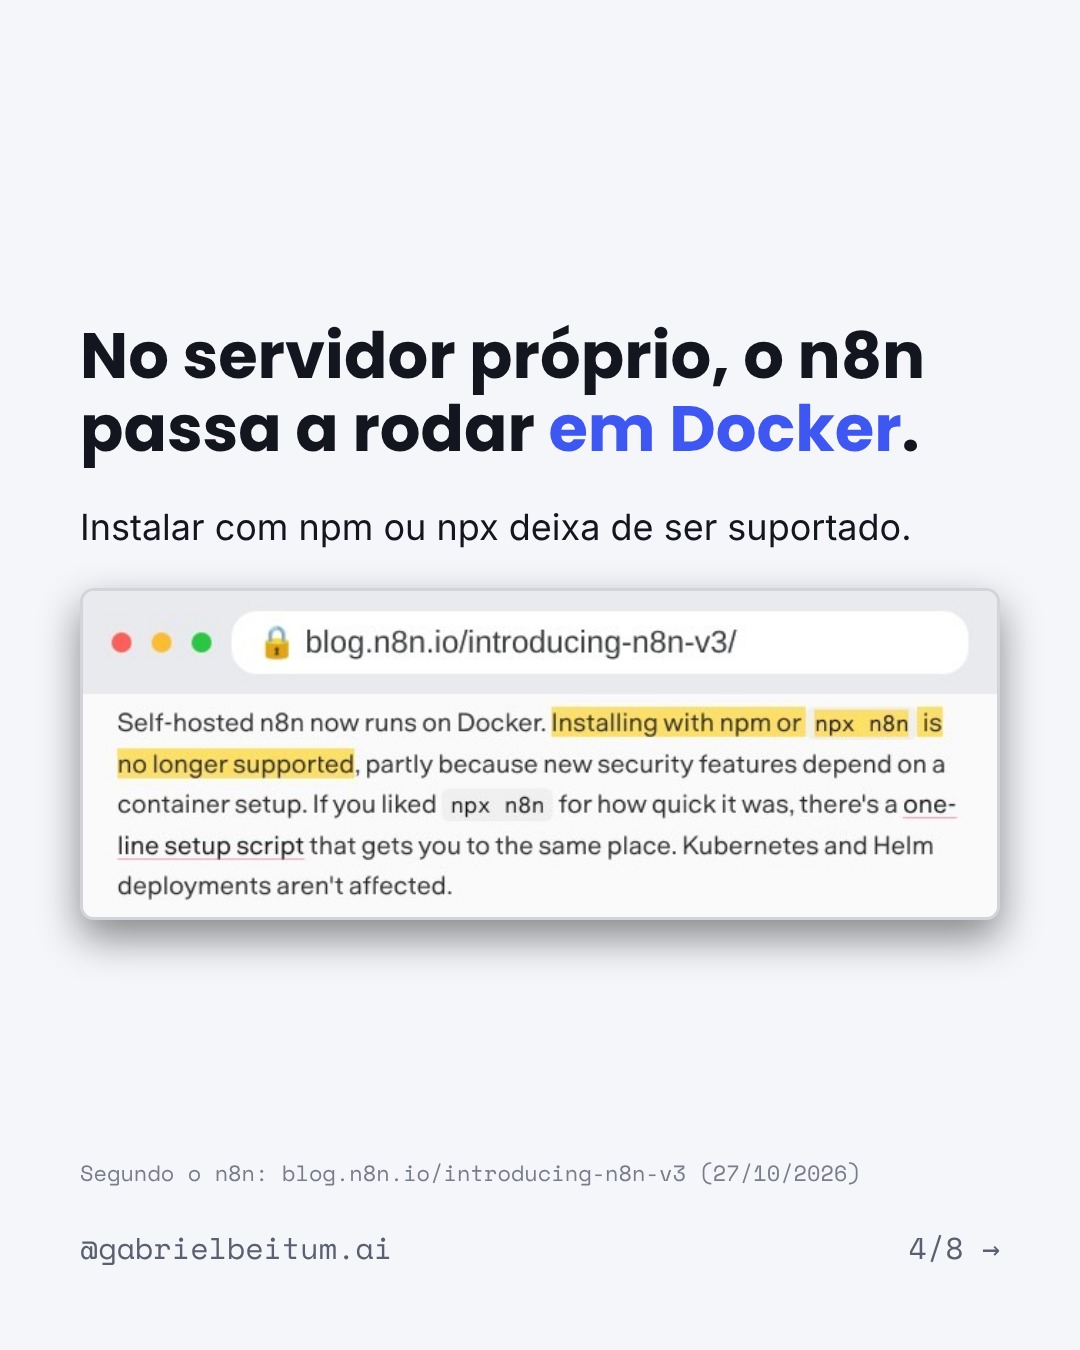 No servidor próprio, o n8n
passa a rodar em Docker.
Instalar com npm ou npx deixa de ser suportado.
blog.n8n.io/introducing-n8n-v3/
Self-hosted n8n now runs on Docker. Installing with npm or npx n8n is
no longer supported, partly because new security features depend on a
container setup. If you liked npx n8n for how quick it was, there's a one-
line setup script that gets you to the same place. Kubernetes and Helm
deployments aren't affected.
Segundo o n8n: blog.n8n.io/introducing-n8n-v3 (27/10/2026)
@gabrielbeitum.ai
4/8 →